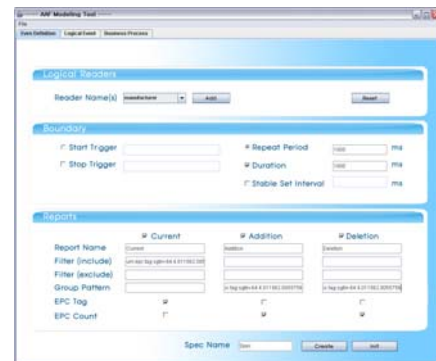 AAF Modeling Tool
File
Even Definition Logical Event Business Process
Logical Readers
Reader Name(s) manufacturer Add Reset
Boundary
Start Trigger Repeat Period 1000 ms
Stop Trigger Duration 1000 ms
Stable Set Interval ms
Reports
Current Addition Deletion
Report Name Current Addition Deletion
Filter (include)
Filter (exclude)
Group Pattern
EPC Tag
EPC Count
Spec Name Create Init